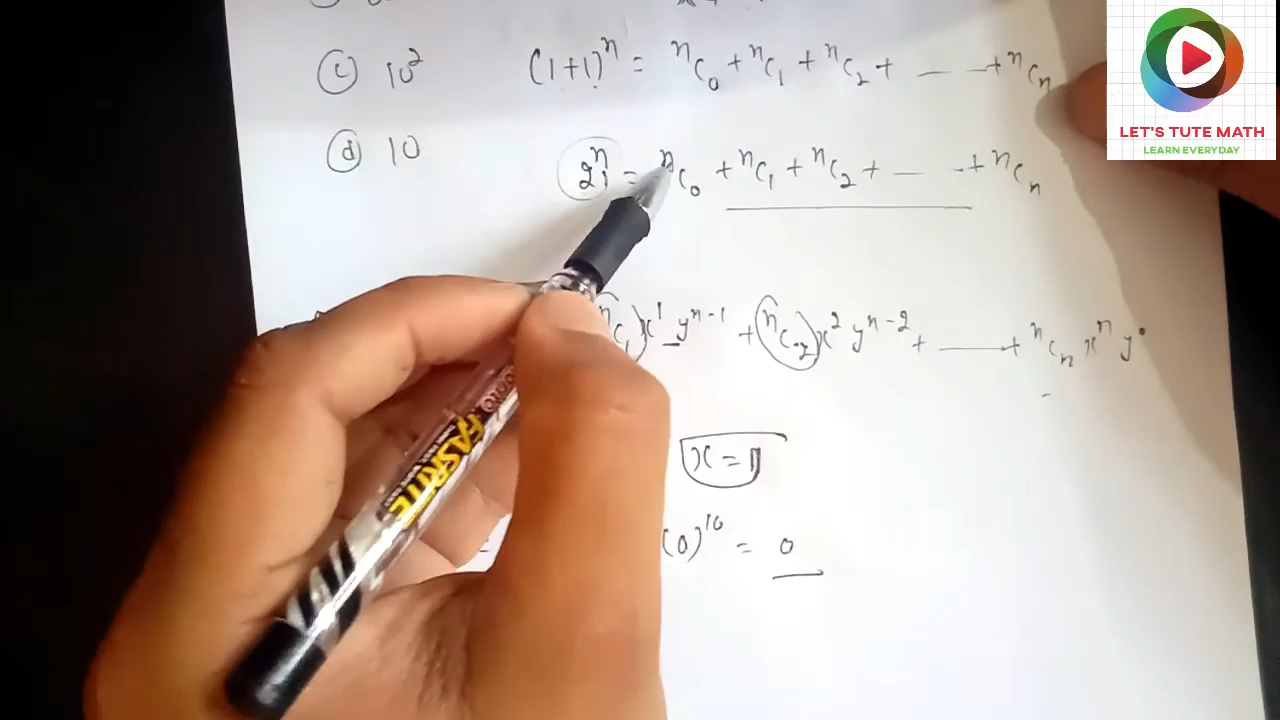 (c) 10² (1+1)ⁿ = ⁿC₀ + ⁿC₁ + ⁿC₂ + — — + ⁿCₙ
LET'S TUTE MATH
LEARN EVERYDAY
(d) 10 2ⁿ = ⁿC₀ + ⁿC₁ + ⁿC₂ + — — + ⁿCₙ
ⁿC₁ x¹ yⁿ⁻¹ + ⁿC₂ x² yⁿ⁻² + — + ⁿCₙ xⁿ y⁰
x = 1
(0)¹⁰ = 0
FASRITE